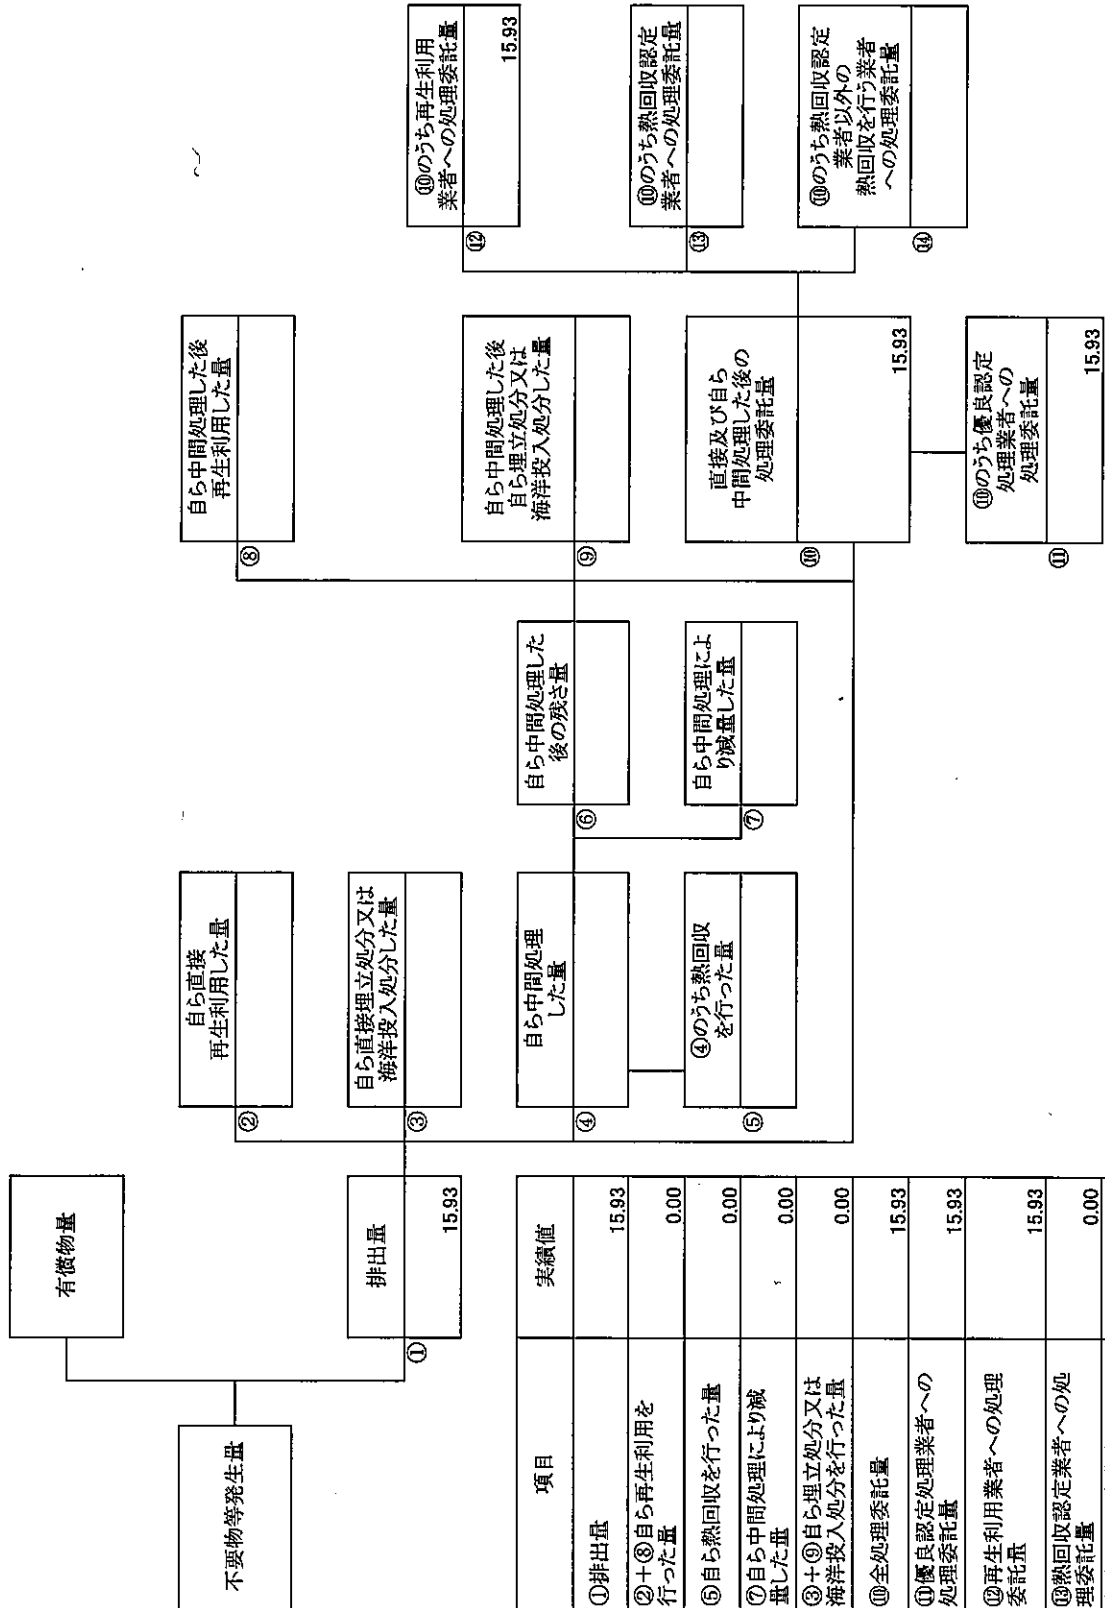 不要物等発生量
有償物量
排出量
①
15.93
自ら直接
再生利用した量
②
自ら直接埋立処分又は
海洋投入処分した量
③
自ら中間処理
した量
④
④のうち熱回収
を行った量
⑤
自ら中間処理した
後の残さ量
⑥
自ら中間処理によ
り減量した量
⑦
自ら中間処理した後
再生利用した量
⑧
自ら中間処理した後
自ら埋立処分又は
海洋投入処分した量
⑨
直接及び自ら
中間処理した後の
処理委託量
⑩
15.93
⑩のうち優良認定
処理業者への
処理委託量
⑪
15.93
⑩のうち再生利用
業者への処理委託量
⑫
15.93
⑩のうち熱回収認定
業者への処理委託量
⑬
⑩のうち熱回収認定
業者以外の
熱回収を行う業者
への処理委託量
⑭
項目 実績値
①排出量 15.93
②+⑧自ら再生利用を
行った量 0.00
⑤自ら熱回収を行った量 0.00
⑦自ら中間処理により減
量した量 0.00
③+⑨自ら埋立処分又は
海洋投入処分を行った量 0.00
⑩全処理委託量 15.93
⑪優良認定処理業者への
処理委託量 15.93
⑫再生利用業者への処理
委託量 15.93
⑬熱回収認定業者への処
理委託量 0.00